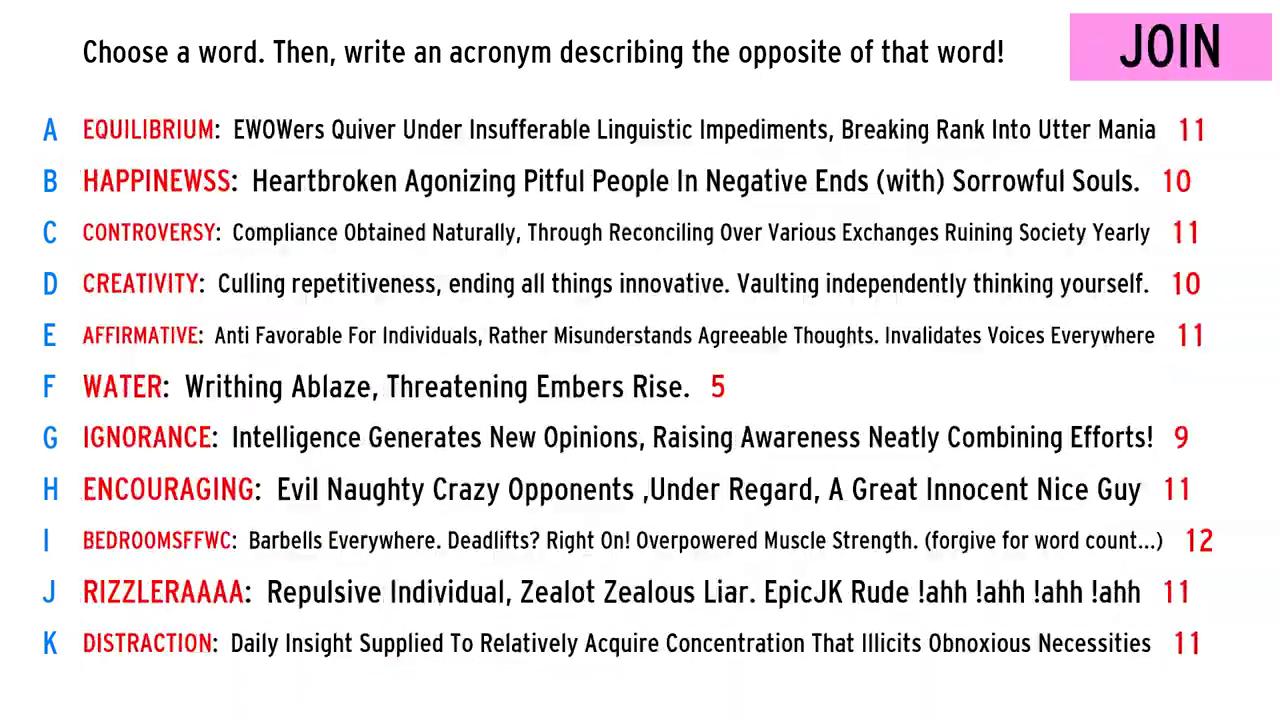 Choose a word. Then, write an acronym describing the opposite of that word!
JOIN
A EQUILIBRIUM: EWOWers Quiver Under Insufferable Linguistic Impediments, Breaking Rank Into Utter Mania 11
B HAPPINEWSS: Heartbroken Agonizing Pitful People In Negative Ends (with) Sorrowful Souls. 10
C CONTROVERSY: Compliance Obtained Naturally, Through Reconciling Over Various Exchanges Ruining Society Yearly 11
D CREATIVITY: Culling repetitiveness, ending all things innovative. Vaulting independently thinking yourself. 10
E AFFIRMATIVE: Anti Favorable For Individuals, Rather Misunderstands Agreeable Thoughts. Invalidates Voices Everywhere 11
F WATER: Writhing Ablaze, Threatening Embers Rise. 5
G IGNORANCE: Intelligence Generates New Opinions, Raising Awareness Neatly Combining Efforts! 9
H ENCOURAGING: Evil Naughty Crazy Opponents ,Under Regard, A Great Innocent Nice Guy 11
I BEDROOMSFFWC: Barbells Everywhere. Deadlifts? Right On! Overpowered Muscle Strength. (forgive for word count...) 12
J RIZZLERAAAA: Repulsive Individual, Zealot Zealous Liar. EpicJK Rude !ahh !ahh !ahh !ahh 11
K DISTRACTION: Daily Insight Supplied To Relatively Acquire Concentration That Illicits Obnoxious Necessities 11